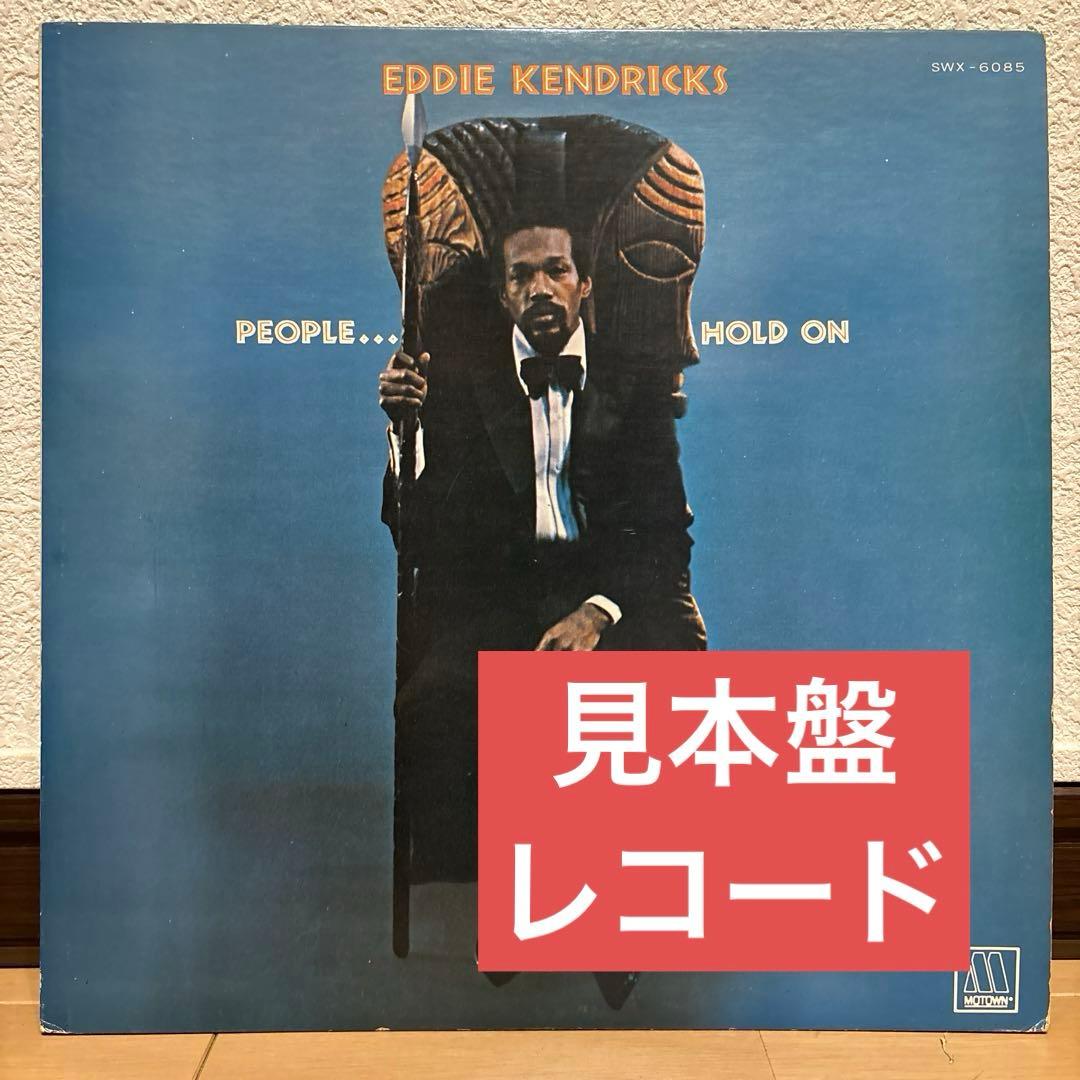 EDDIE KENDRICKS
SWX-6085
PEOPLE... HOLD ON
見本盤
レコード
MOTOWN®